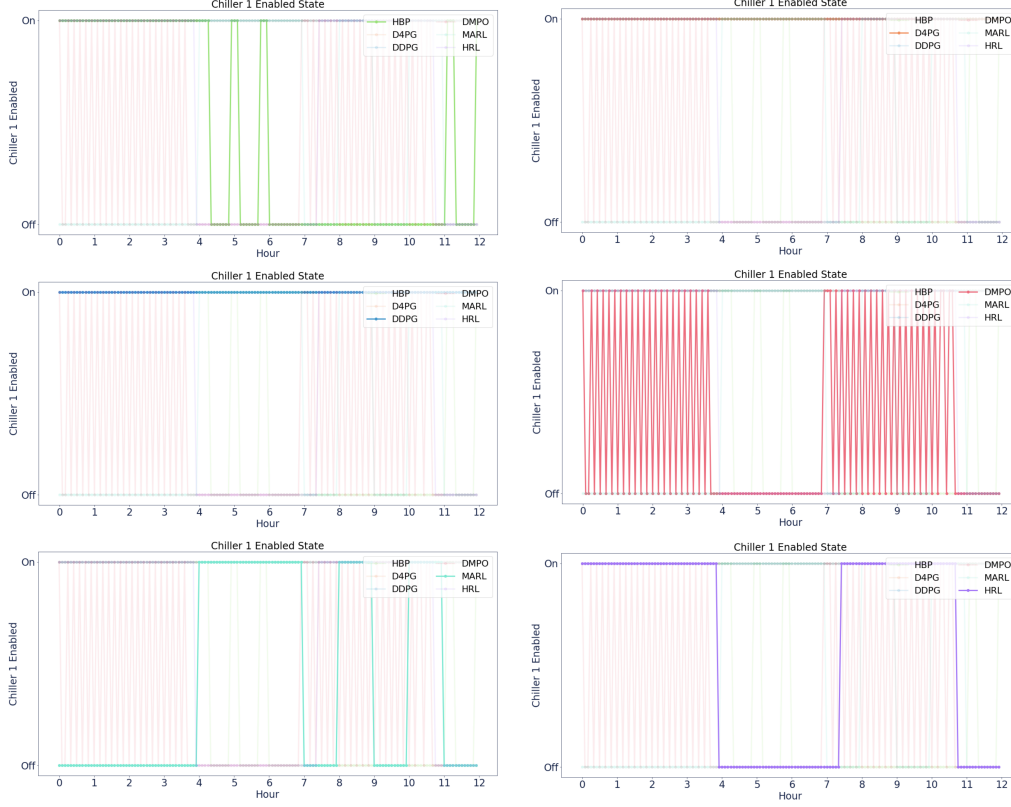 Chiller 1 Enabled State
On
Chiller 1 Enabled
Off
HBP DMPO
D4PG MARL
DDPG HRL
0 1 2 3 4 5 6 7 8 9 10 11 12
Hour
Chiller 1 Enabled State
On
Chiller 1 Enabled
Off
HBP DMPO
D4PG MARL
DDPG HRL
0 1 2 3 4 5 6 7 8 9 10 11 12
Hour
Chiller 1 Enabled State
On
Chiller 1 Enabled
Off
HBP DMPO
D4PG MARL
DDPG HRL
0 1 2 3 4 5 6 7 8 9 10 11 12
Hour
Chiller 1 Enabled State
On
Chiller 1 Enabled
Off
HBP DMPO
D4PG MARL
DDPG HRL
0 1 2 3 4 5 6 7 8 9 10 11 12
Hour
Chiller 1 Enabled State
On
Chiller 1 Enabled
Off
HBP DMPO
D4PG MARL
DDPG HRL
0 1 2 3 4 5 6 7 8 9 10 11 12
Hour
Chiller 1 Enabled State
On
Chiller 1 Enabled
Off
HBP DMPO
D4PG MARL
DDPG HRL
0 1 2 3 4 5 6 7 8 9 10 11 12
Hour